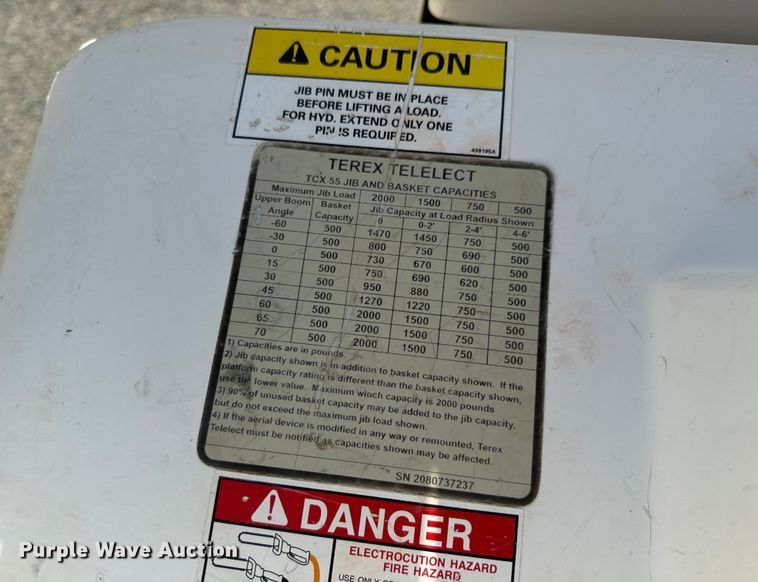 CAUTION
JIB PIN MUST BE IN PLACE
BEFORE LIFTING A LOAD.
FOR HYD. EXTEND ONLY ONE
PIN IS REQUIRED.
438195A
TEREX TELELECT
TCX 55 JIB AND BASKET CAPACITIES
Maximum Jib Load 2000 1500 750 500
Upper Boom Angle Basket Capacity Jib Capacity at Load Radius Shown
0 0-2' 2-4' 4-6'
-60 500 1470 1450 750 500
-30 500 800 750 690 500
0 500 730 670 600 500
15 500 750 690 620 500
30 500 950 880 750 500
45 500 1270 1220 750 500
60 500 2000 1500 750 500
65 500 2000 1500 750 500
70 500 2000 1500 750 500
1) Capacities are in pounds.
2) Jib capacity shown is in addition to basket capacity shown. If the
platform capacity rating is different than the basket capacity shown,
use the lower value. Maximum winch capacity is 2000 pounds
3) 90% of unused basket capacity may be added to the jib capacity,
but do not exceed the maximum jib load shown.
4) If the aerial device is modified in any way or remounted, Terex
Telelect must be notified as capacities shown may be affected.
SN 2080737237
DANGER
ELECTROCUTION HAZARD
FIRE HAZARD
USE ONLY
Purple Wave Auction